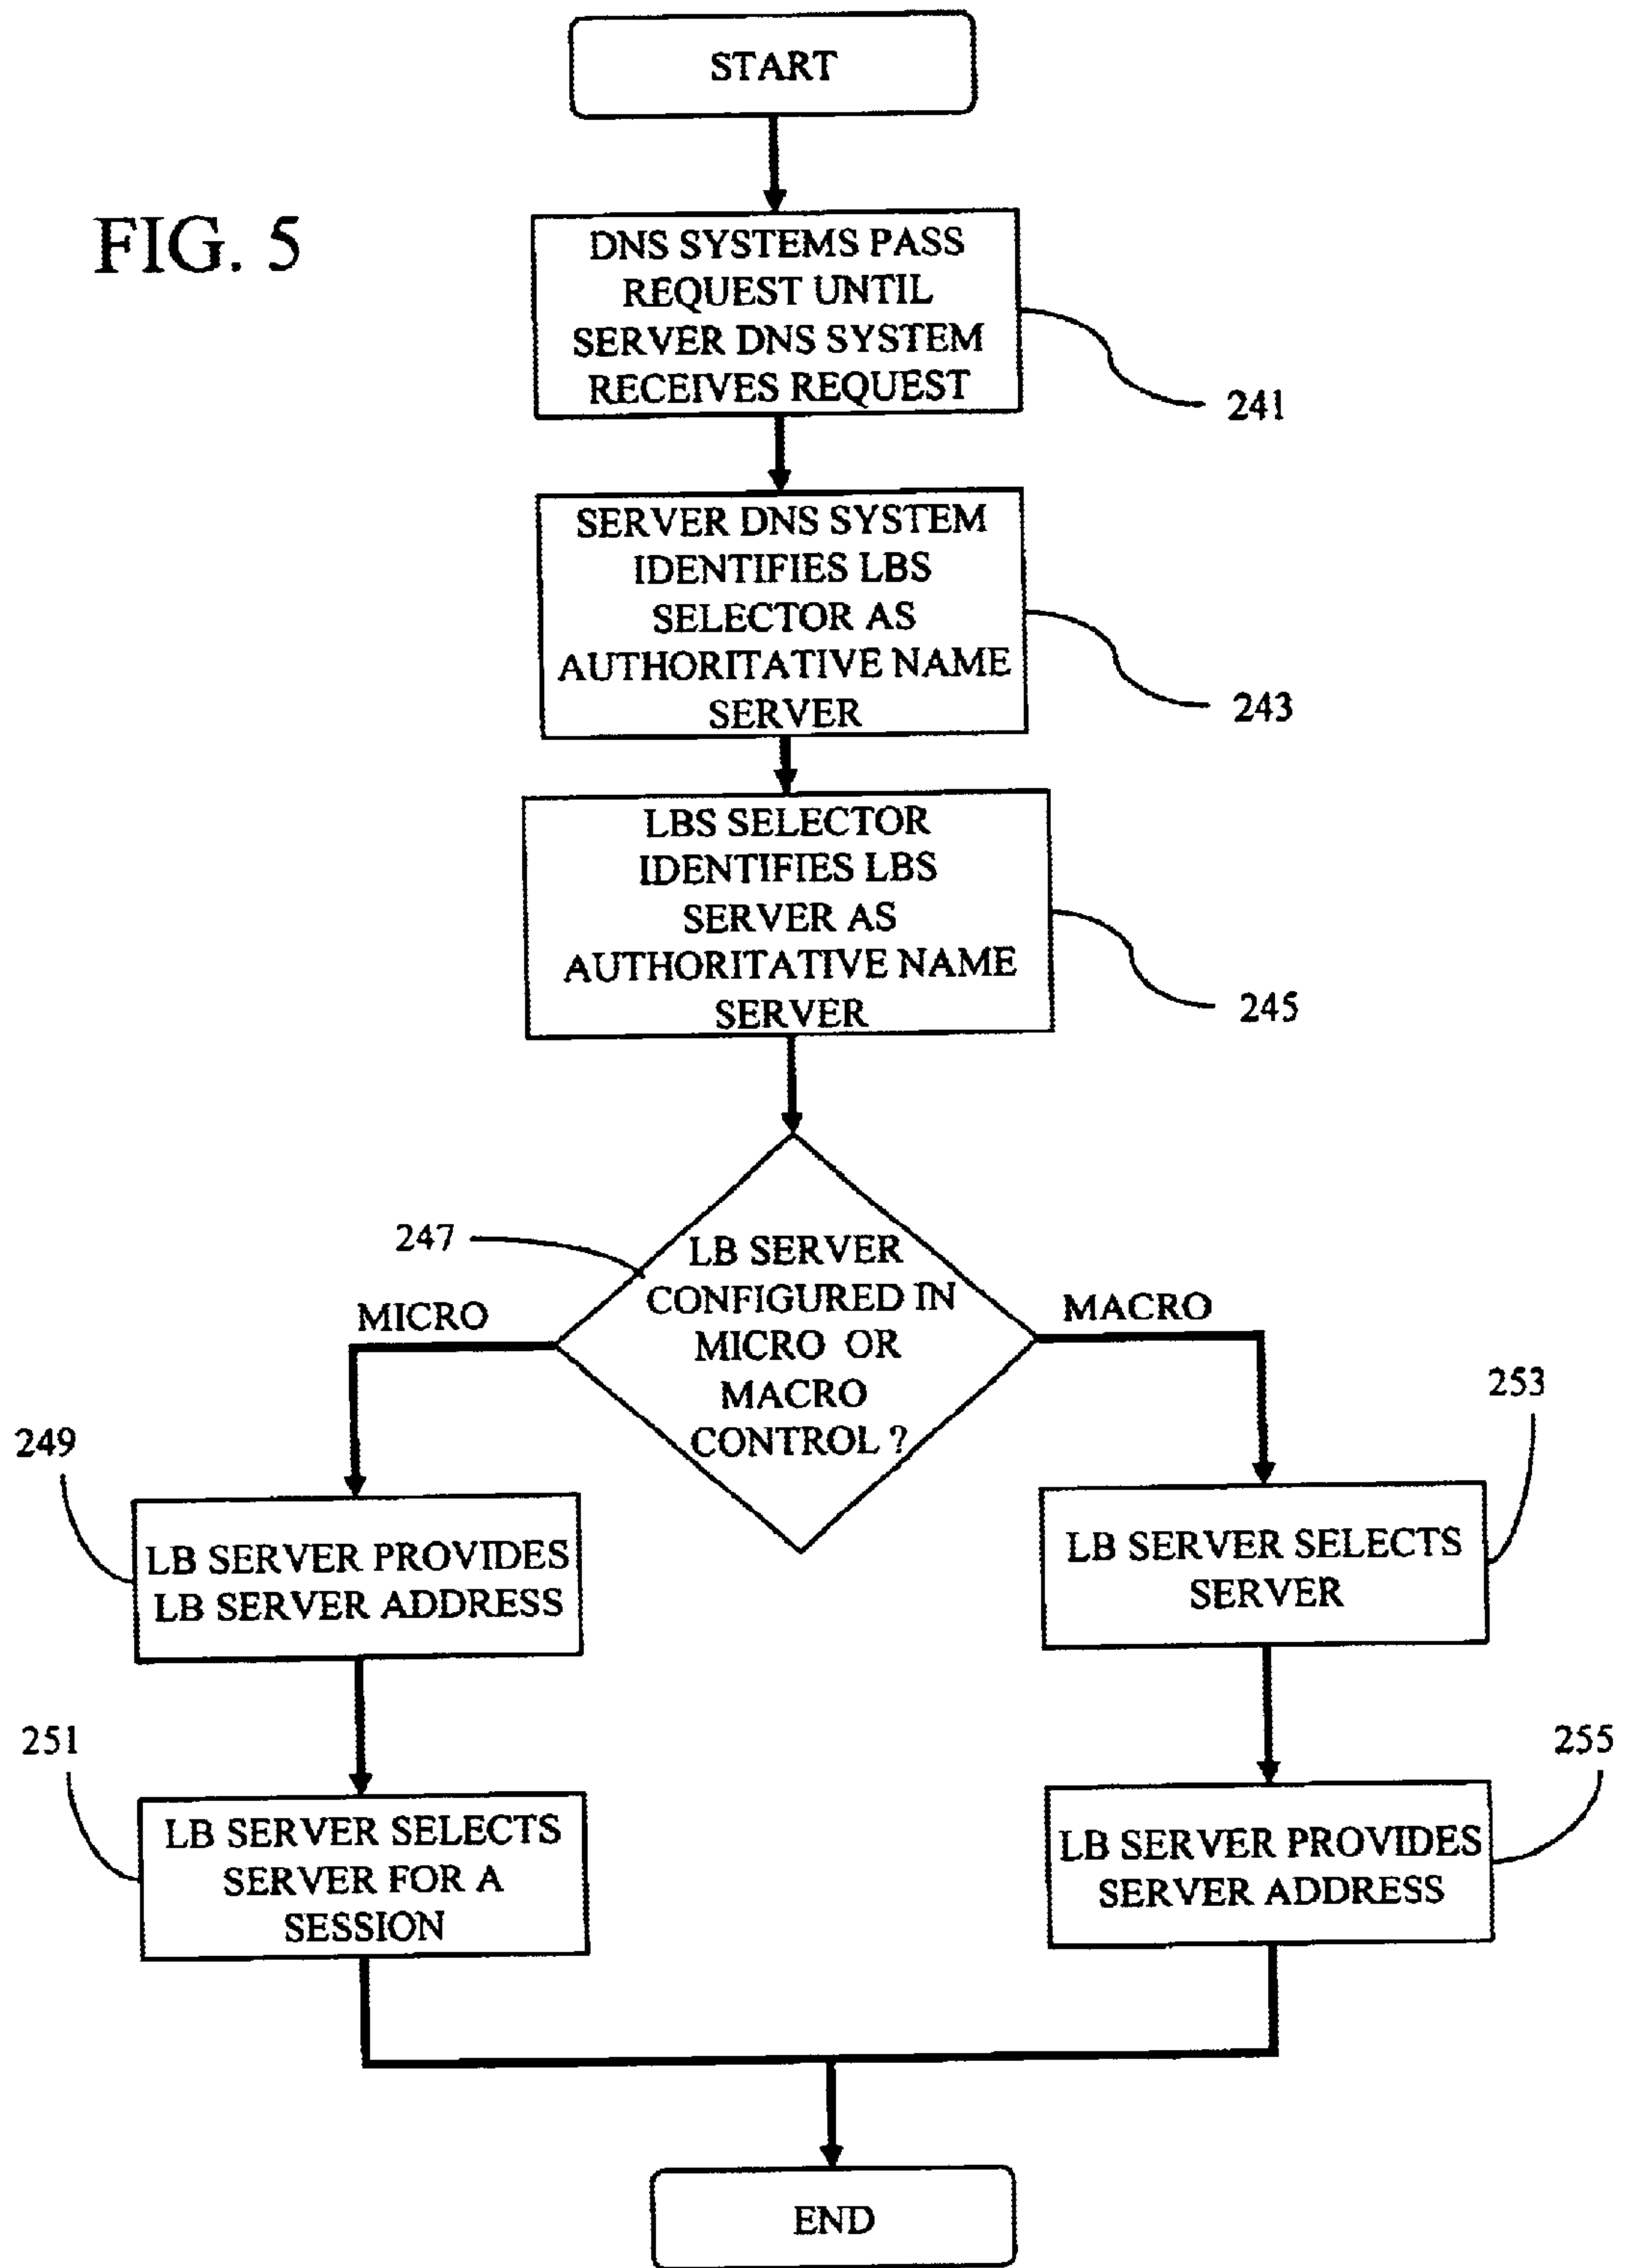 START
FIG. 5
DNS SYSTEMS PASS
REQUEST UNTIL
SERVER DNS SYSTEM
RECEIVES REQUEST
241
SERVER DNS SYSTEM
IDENTIFIES LBS
SELECTOR AS
AUTHORITATIVE NAME
SERVER
243
LBS SELECTOR
IDENTIFIES LBS
SERVER AS
AUTHORITATIVE NAME
SERVER
245
247
LB SERVER
CONFIGURED IN
MICRO OR
MACRO
CONTROL ?
MICRO
MACRO
249
LB SERVER PROVIDES
LB SERVER ADDRESS
251
LB SERVER SELECTS
SERVER FOR A
SESSION
253
LB SERVER SELECTS
SERVER
255
LB SERVER PROVIDES
SERVER ADDRESS
END